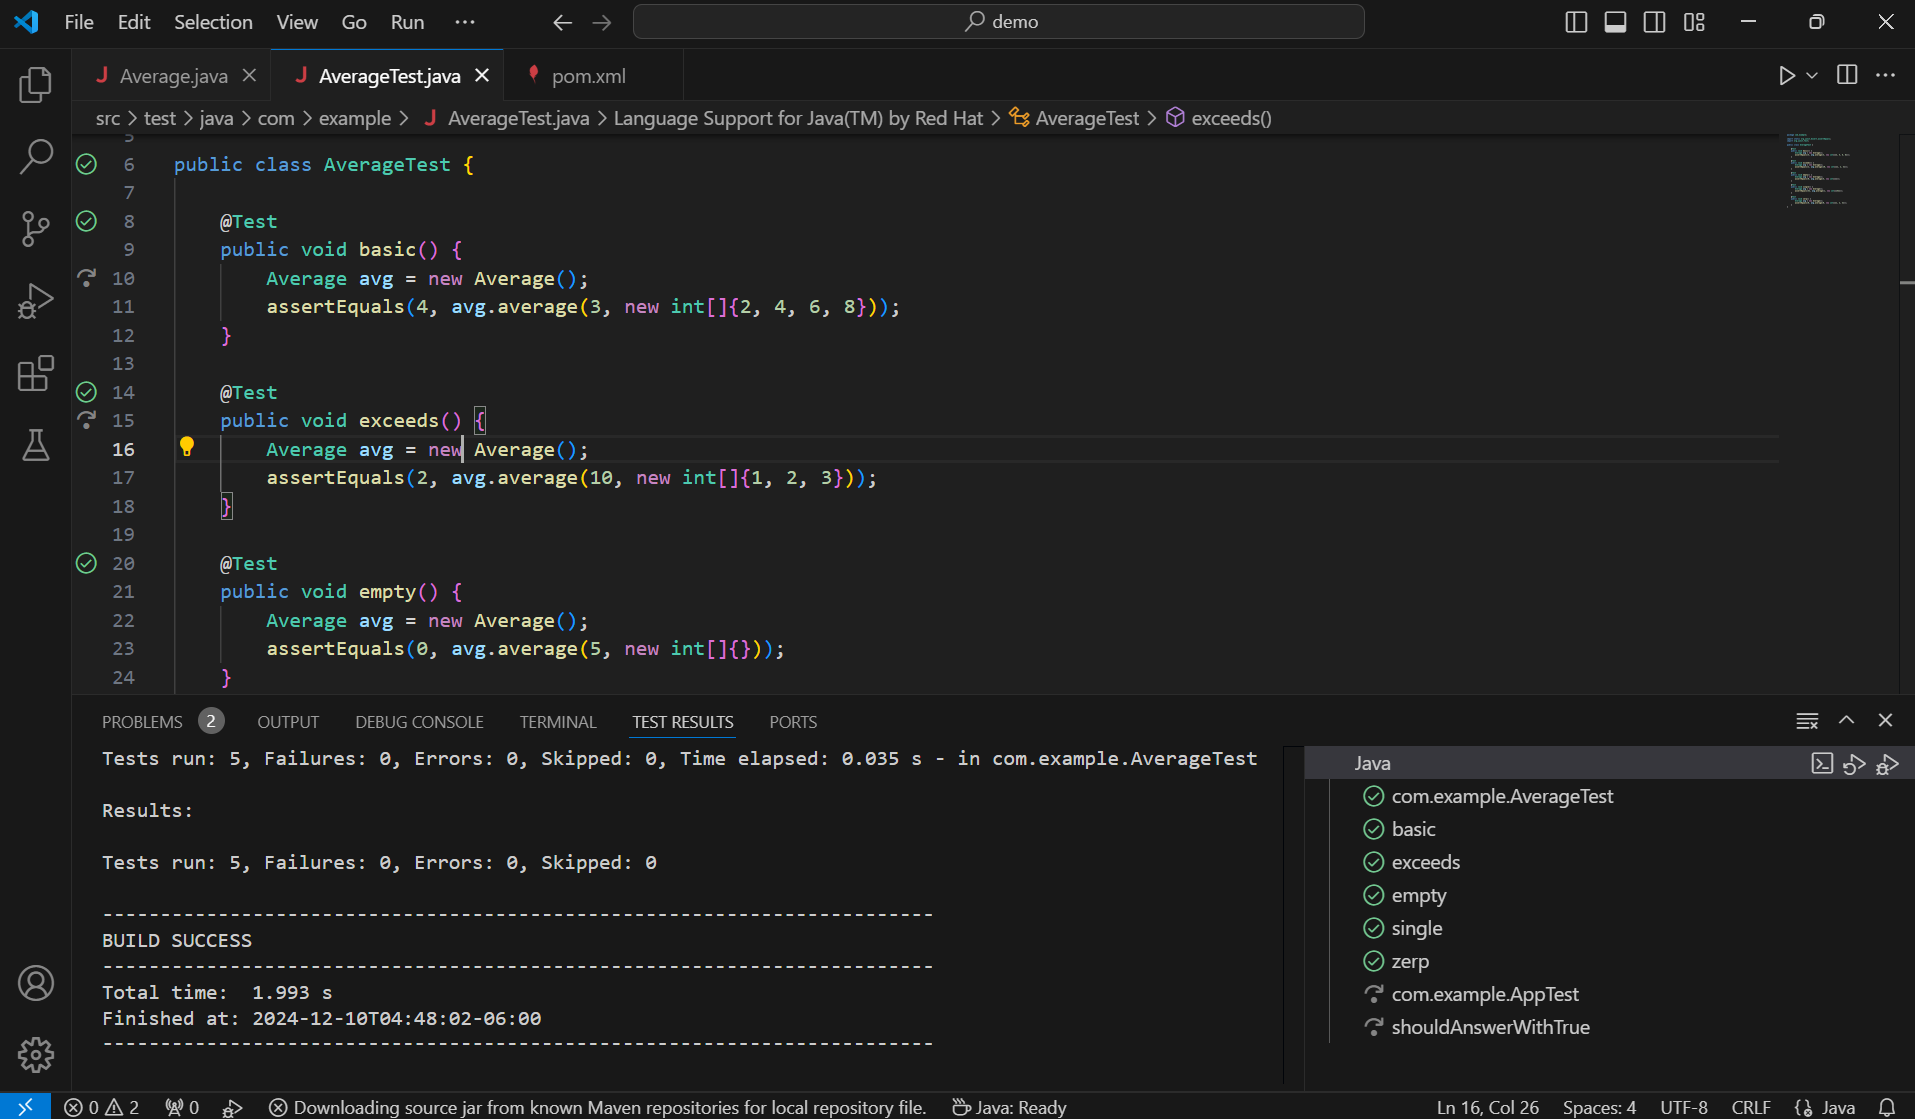 File Edit Selection View Go Run ··· demo
Average.java AverageTest.java pom.xml
src > test > java > com > example > AverageTest.java > Language Support for Java(TM) by Red Hat > AverageTest > exceeds()
5
6 public class AverageTest {
7
8 @Test
9 public void basic() {
10 Average avg = new Average();
11 assertEquals(4, avg.average(3, new int[]{2, 4, 6, 8}));
12 }
13
14 @Test
15 public void exceeds() {
16 Average avg = new Average();
17 assertEquals(2, avg.average(10, new int[]{1, 2, 3}));
18 }
19
20 @Test
21 public void empty() {
22 Average avg = new Average();
23 assertEquals(0, avg.average(5, new int[]{}));
24 }
PROBLEMS 2 OUTPUT DEBUG CONSOLE TERMINAL TEST RESULTS PORTS
Tests run: 5, Failures: 0, Errors: 0, Skipped: 0, Time elapsed: 0.035 s - in com.example.AverageTest
Results:
Tests run: 5, Failures: 0, Errors: 0, Skipped: 0
------------------------------------------------------------------------
BUILD SUCCESS
------------------------------------------------------------------------
Total time:  1.993 s
Finished at: 2024-12-10T04:48:02-06:00
------------------------------------------------------------------------
Java
com.example.AverageTest
basic
exceeds
empty
single
zerp
com.example.AppTest
shouldAnswerWithTrue
0 2 0 Downloading source jar from known Maven repositories for local repository file. Java: Ready Ln 16, Col 26 Spaces: 4 UTF-8 CRLF Java